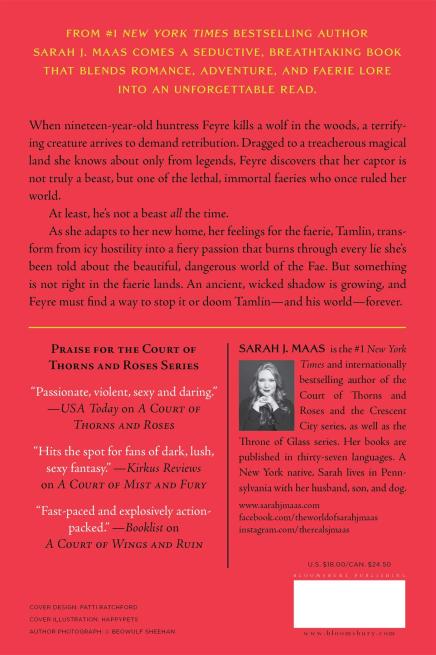 FROM #1 NEW YORK TIMES BESTSELLING AUTHOR
SARAH J. MAAS COMES A SEDUCTIVE, BREATHTAKING BOOK
THAT BLENDS ROMANCE, ADVENTURE, AND FAERIE LORE
INTO AN UNFORGETTABLE READ.
When nineteen-year-old huntress Feyre kills a wolf in the woods, a terrify-
ing creature arrives to demand retribution. Dragged to a treacherous magical
land she knows about only from legends, Feyre discovers that her captor is
not truly a beast, but one of the lethal, immortal faeries who once ruled her
world.
At least, he's not a beast all the time.
As she adapts to her new home, her feelings for the faerie, Tamlin, trans-
form from icy hostility into a fiery passion that burns through every lie she's
been told about the beautiful, dangerous world of the Fae. But something
is not right in the faerie lands. An ancient, wicked shadow is growing, and
Feyre must find a way to stop it or doom Tamlin—and his world—forever.
PRAISE FOR THE COURT OF
THORNS AND ROSES SERIES
"Passionate, violent, sexy and daring."
—USA Today on A COURT OF
THORNS AND ROSES
"Hits the spot for fans of dark, lush,
sexy fantasy." —Kirkus Reviews
on A COURT OF MIST AND FURY
"Fast-paced and explosively action-
packed." —Booklist on
A COURT OF WINGS AND RUIN
SARAH J. MAAS is the #1 New York
Times and internationally
bestselling author of the
Court of Thorns and
Roses and the Crescent
City series, as well as the
Throne of Glass series. Her books are
published in thirty-seven languages. A
New York native, Sarah lives in Penn-
sylvania with her husband, son, and dog.
www.sarahjmaas.com
facebook.com/theworldofsarahjmaas
instagram.com/therealsjmaas
U.S. $18.00/CAN. $24.50
BLOOMSBURY PUBLISHING
www.bloomsbury.com
COVER DESIGN: PATTI RATCHFORD
COVER ILLUSTRATION: HAPPYPETS
AUTHOR PHOTOGRAPH: © BEOWULF SHEEHAN